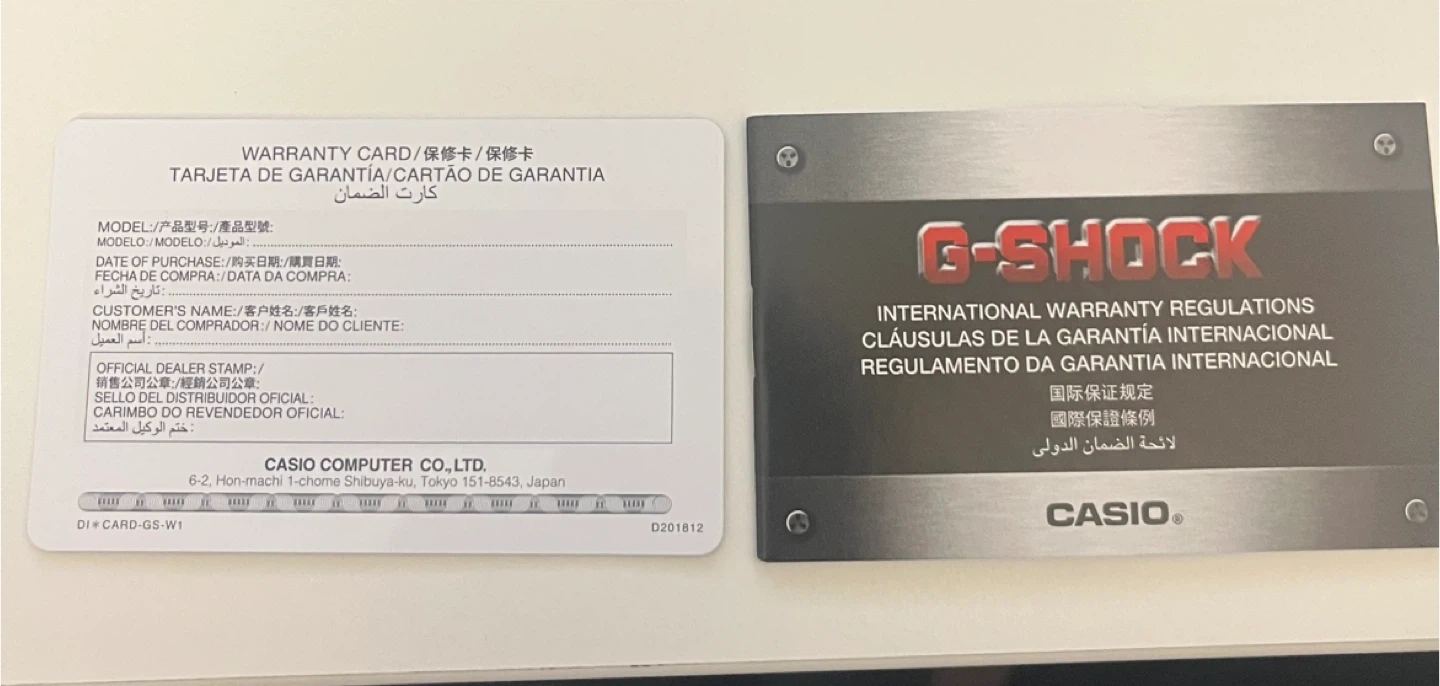 WARRANTY CARD/保修卡/保修卡
TARJETA DE GARANTÍA/CARTÃO DE GARANTIA
كارت الضمان
MODEL:/产品型号:/產品型號:
MODELO:/MODELO:/الموديل:
DATE OF PURCHASE:/购买日期:/購買日期:
FECHA DE COMPRA:/DATA DA COMPRA:
تاريخ الشراء:
CUSTOMER'S NAME:/客户姓名:/客戶姓名:
NOMBRE DEL COMPRADOR:/ NOME DO CLIENTE:
أسم العميل:
OFFICIAL DEALER STAMP:/
销售公司公章:/經銷公司公章:
SELLO DEL DISTRIBUIDOR OFICIAL:
CARIMBO DO REVENDEDOR OFICIAL:
ختم الوكيل المعتمد:
CASIO COMPUTER CO.,LTD.
6-2, Hon-machi 1-chome Shibuya-ku, Tokyo 151-8543, Japan
DI＊CARD-GS-W1
D201812
G-SHOCK
INTERNATIONAL WARRANTY REGULATIONS
CLÁUSULAS DE LA GARANTÍA INTERNACIONAL
REGULAMENTO DA GARANTIA INTERNACIONAL
国际保证规定
國際保證條例
لائحة الضمان الدولى
CASIO®